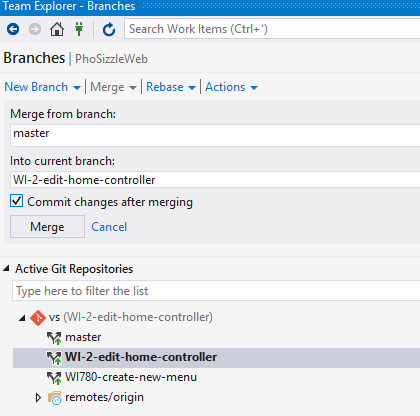 Team Explorer - Branches
Search Work Items (Ctrl+')
Branches | PhoSizzleWeb
New Branch | Merge | Rebase | Actions
Merge from branch:
master
Into current branch:
WI-2-edit-home-controller
Commit changes after merging
Merge Cancel
Active Git Repositories
Type here to filter the list
vs (WI-2-edit-home-controller)
master
WI-2-edit-home-controller
WI780-create-new-menu
remotes/origin